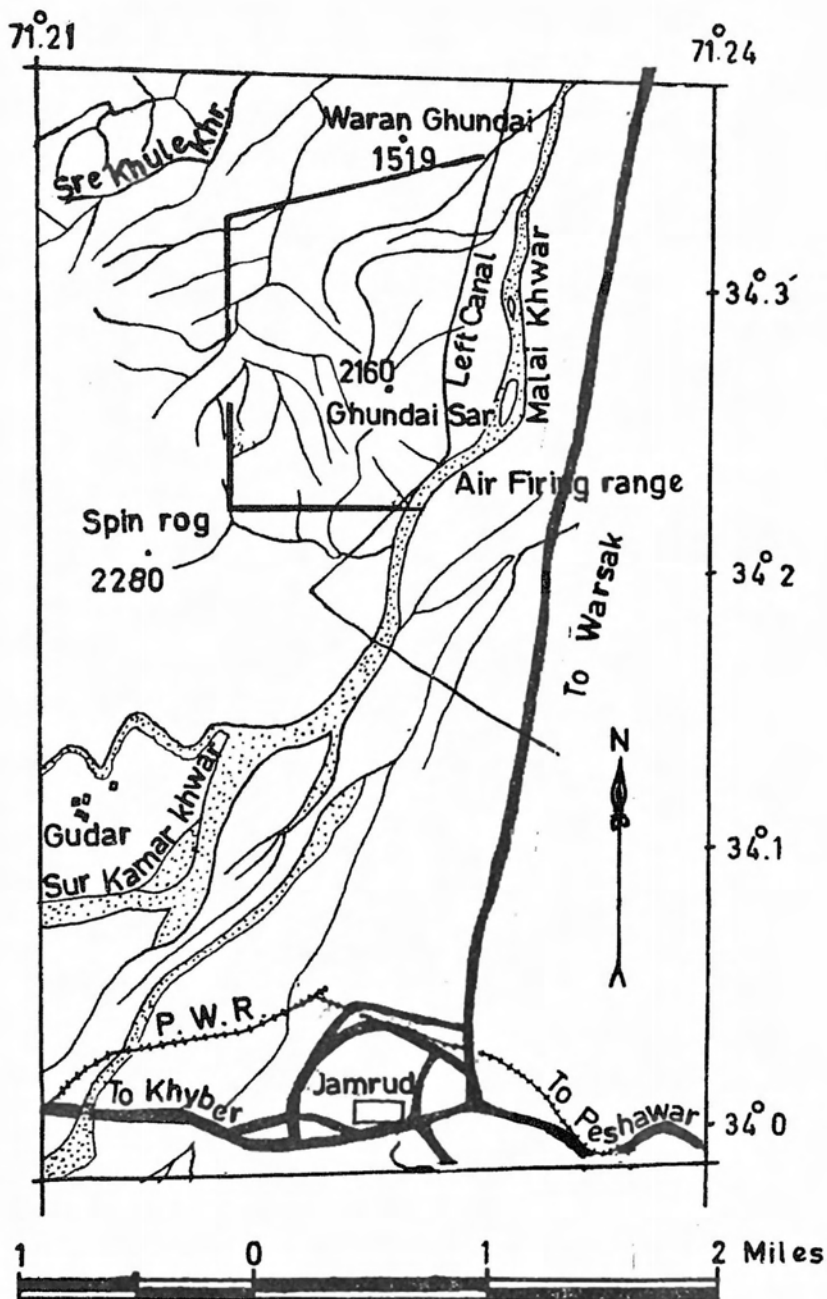 71°.21
71°.24
Waran Ghundai
1519
Sre Khule Khr.
34°.3′
Left Canal
Malai Khwar
2160
Ghundai Sar
Air Firing range
Spin rog
2280
34°.2
To Warsak
N
Gudar
Sur Kamar khwar
34°.1
P.W.R.
To Khyber
Jamrud
To Peshawar
34°.0
1 0 1 2 Miles